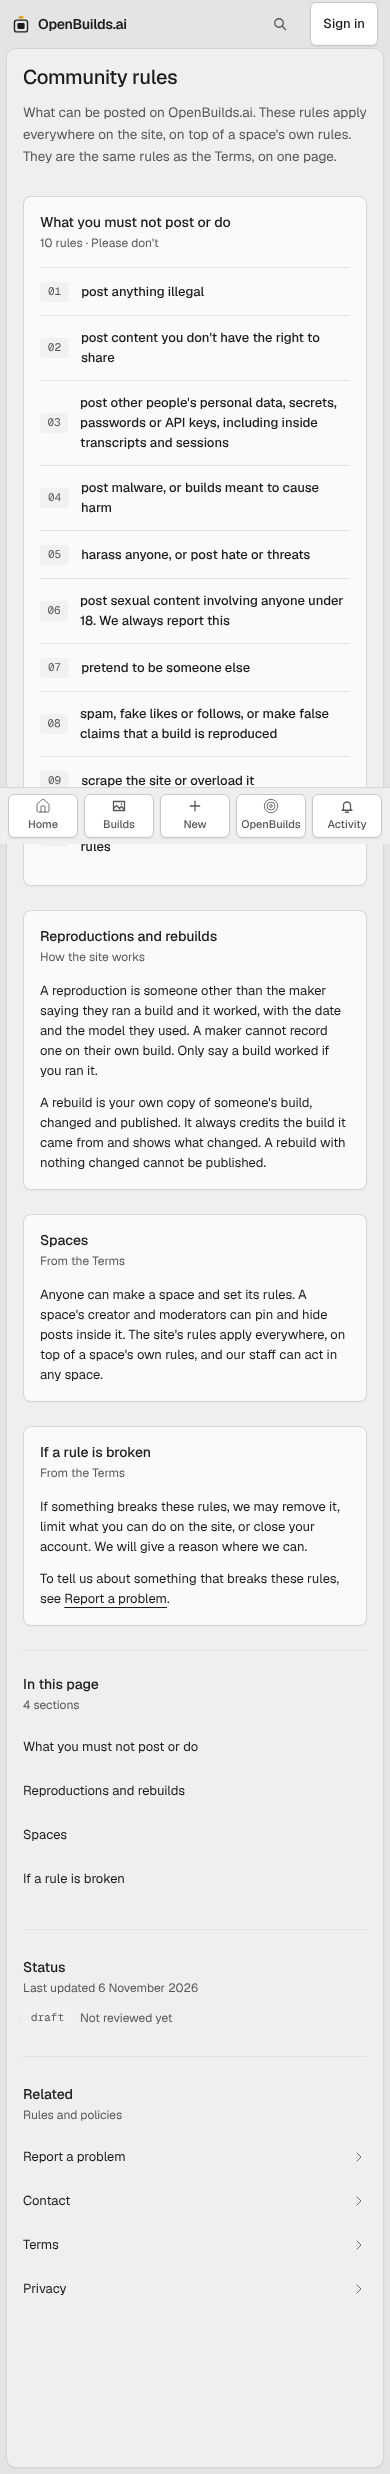 OpenBuilds.ai
Sign in
Community rules
What can be posted on OpenBuilds.ai. These rules apply
everywhere on the site, on top of a space's own rules.
They are the same rules as the Terms, on one page.
What you must not post or do
10 rules · Please don't
01 post anything illegal
02 post content you don't have the right to
share
03 post other people's personal data, secrets,
passwords or API keys, including inside
transcripts and sessions
04 post malware, or builds meant to cause
harm
05 harass anyone, or post hate or threats
06 post sexual content involving anyone under
18. We always report this
07 pretend to be someone else
08 spam, fake likes or follows, or make false
claims that a build is reproduced
09 scrape the site or overload it
Home Builds New OpenBuilds Activity
rules
Reproductions and rebuilds
How the site works
A reproduction is someone other than the maker
saying they ran a build and it worked, with the date
and the model they used. A maker cannot record
one on their own build. Only say a build worked if
you ran it.
A rebuild is your own copy of someone's build,
changed and published. It always credits the build it
came from and shows what changed. A rebuild with
nothing changed cannot be published.
Spaces
From the Terms
Anyone can make a space and set its rules. A
space's creator and moderators can pin and hide
posts inside it. The site's rules apply everywhere, on
top of a space's own rules, and our staff can act in
any space.
If a rule is broken
From the Terms
If something breaks these rules, we may remove it,
limit what you can do on the site, or close your
account. We will give a reason where we can.
To tell us about something that breaks these rules,
see Report a problem.
In this page
4 sections
What you must not post or do
Reproductions and rebuilds
Spaces
If a rule is broken
Status
Last updated 6 November 2026
draft Not reviewed yet
Related
Rules and policies
Report a problem
Contact
Terms
Privacy